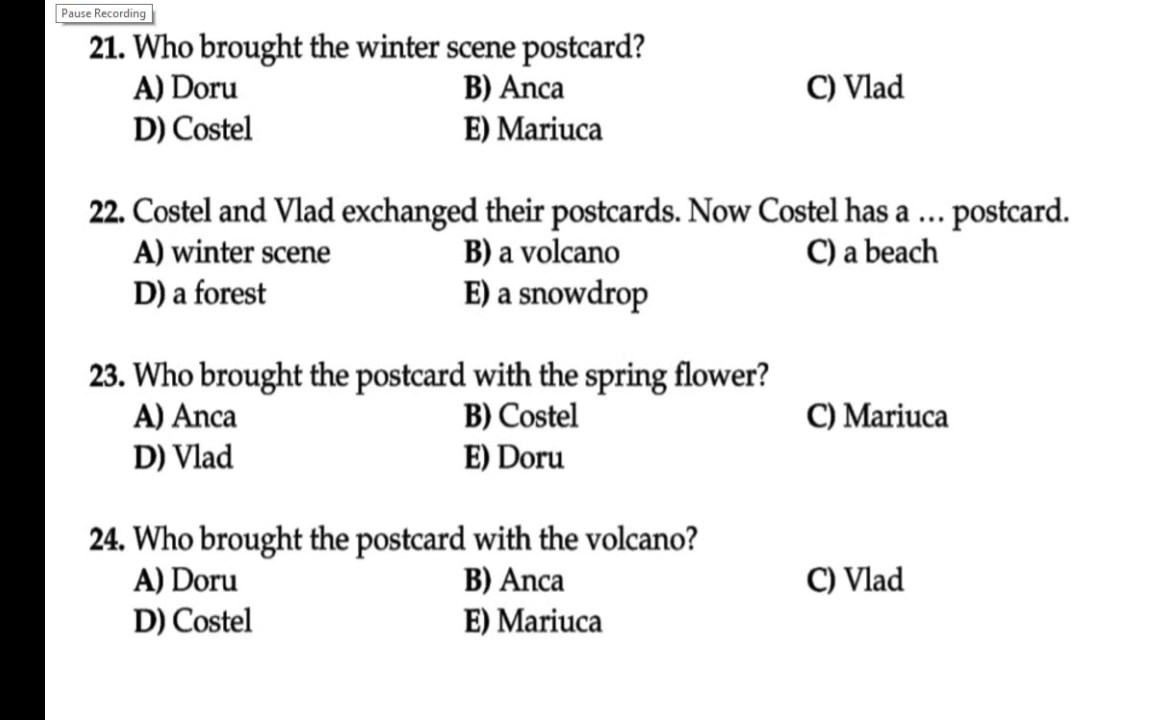 Pause Recording
21. Who brought the winter scene postcard?
A) Doru B) Anca C) Vlad
D) Costel E) Mariuca
22. Costel and Vlad exchanged their postcards. Now Costel has a ... postcard.
A) winter scene B) a volcano C) a beach
D) a forest E) a snowdrop
23. Who brought the postcard with the spring flower?
A) Anca B) Costel C) Mariuca
D) Vlad E) Doru
24. Who brought the postcard with the volcano?
A) Doru B) Anca C) Vlad
D) Costel E) Mariuca